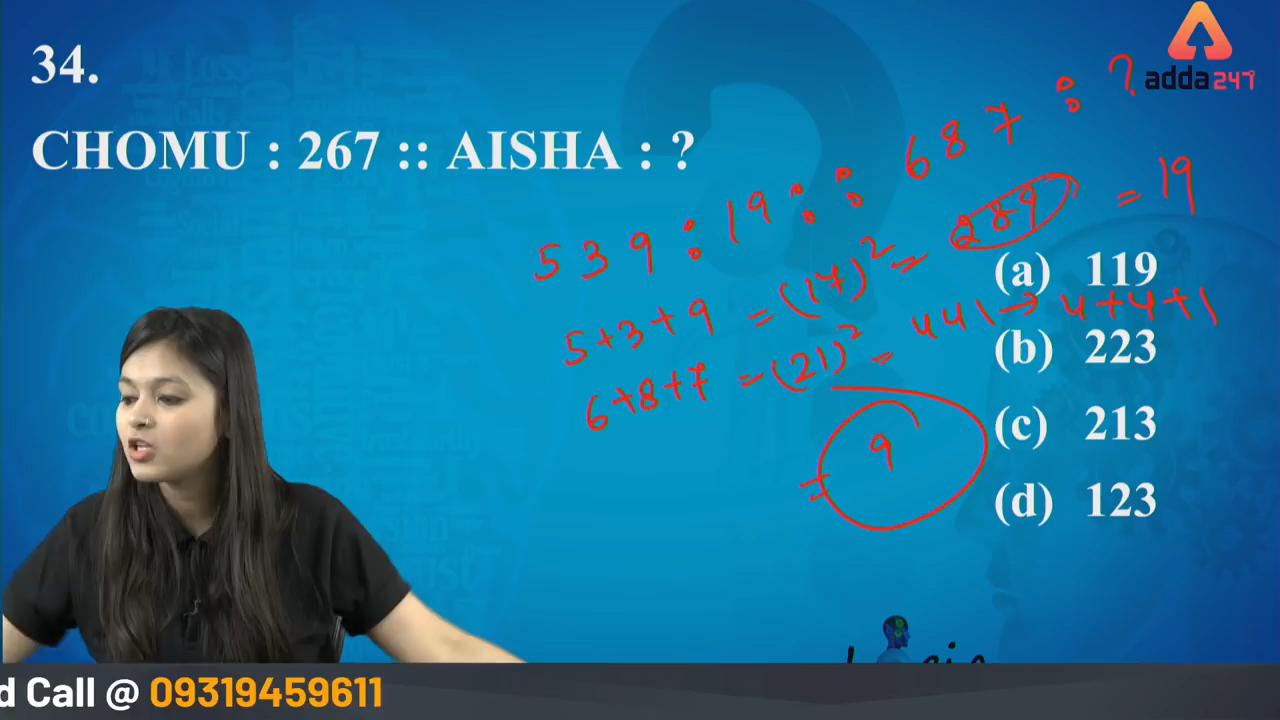 34.
adda247
CHOMU : 267 :: AISHA : ?
539 : 19 :: 687 : ?
5+3+9 = (17)² = 289 = 19
6+8+7 = (21)² = 441 → 4+4+1
= 9
(a) 119
(b) 223
(c) 213
(d) 123
d Call @ 09319459611